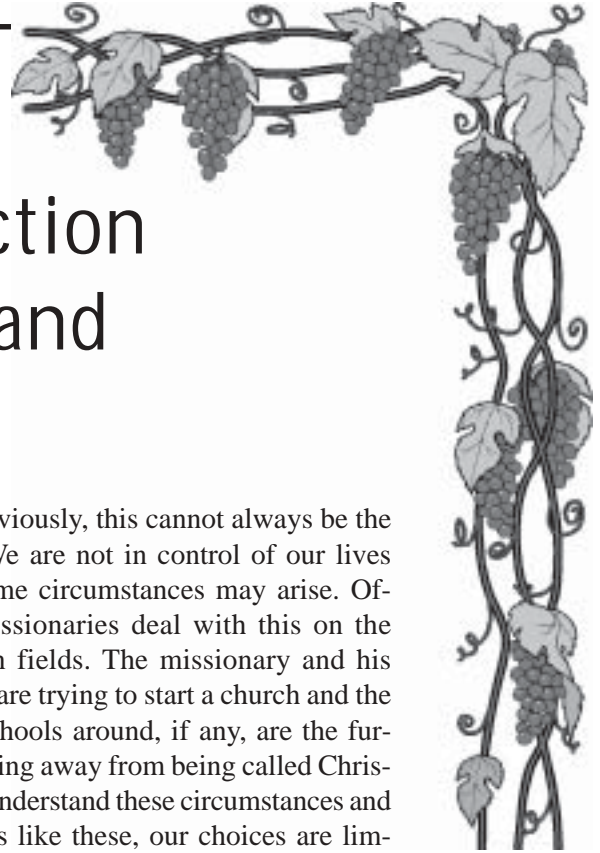 ction
and
viously, this cannot always be the
We are not in control of our lives
me circumstances may arise. Of-
ssionaries deal with this on the
n fields. The missionary and his
are trying to start a church and the
hools around, if any, are the fur-
ing away from being called Chris-
nderstand these circumstances and
s like these, our choices are lim-